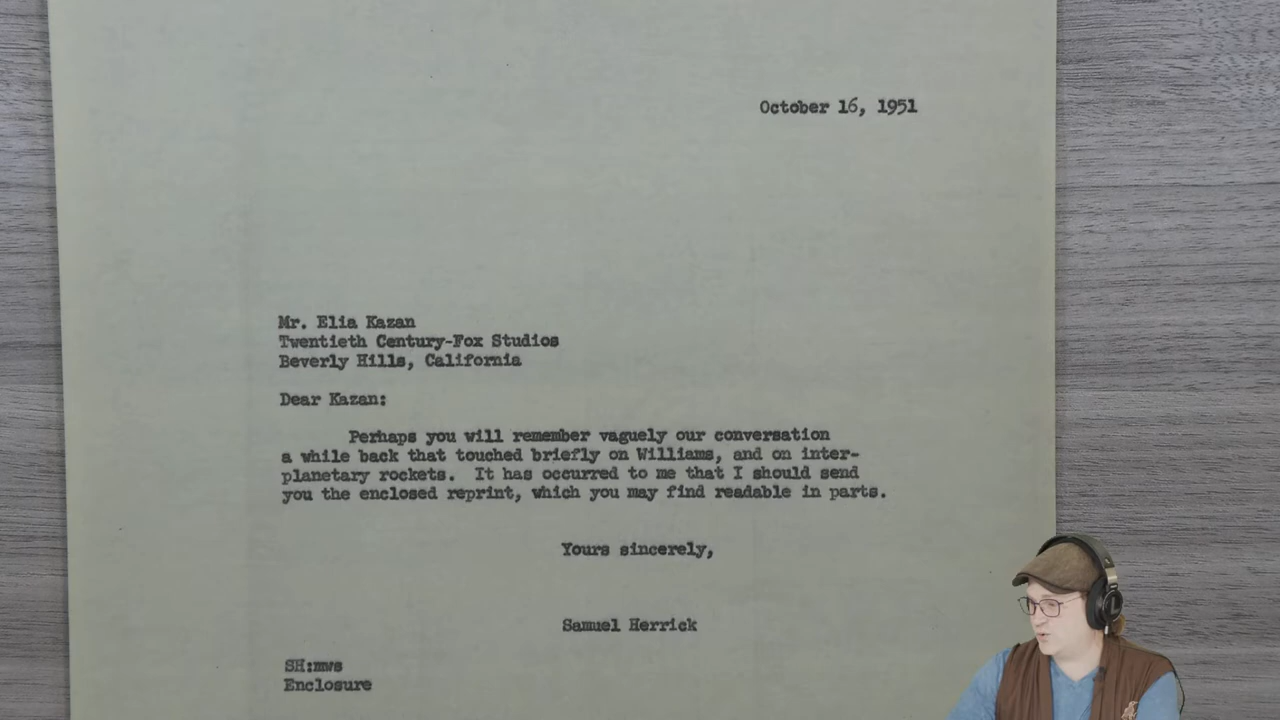 October 16, 1951
Mr. Elia Kazan
Twentieth Century-Fox Studios
Beverly Hills, California
Dear Kazan:
Perhaps you will remember vaguely our conversation
a while back that touched briefly on Williams, and on inter-
planetary rockets. It has occurred to me that I should send
you the enclosed reprint, which you may find readable in parts.
Yours sincerely,
Samuel Herrick
SH:mws
Enclosure